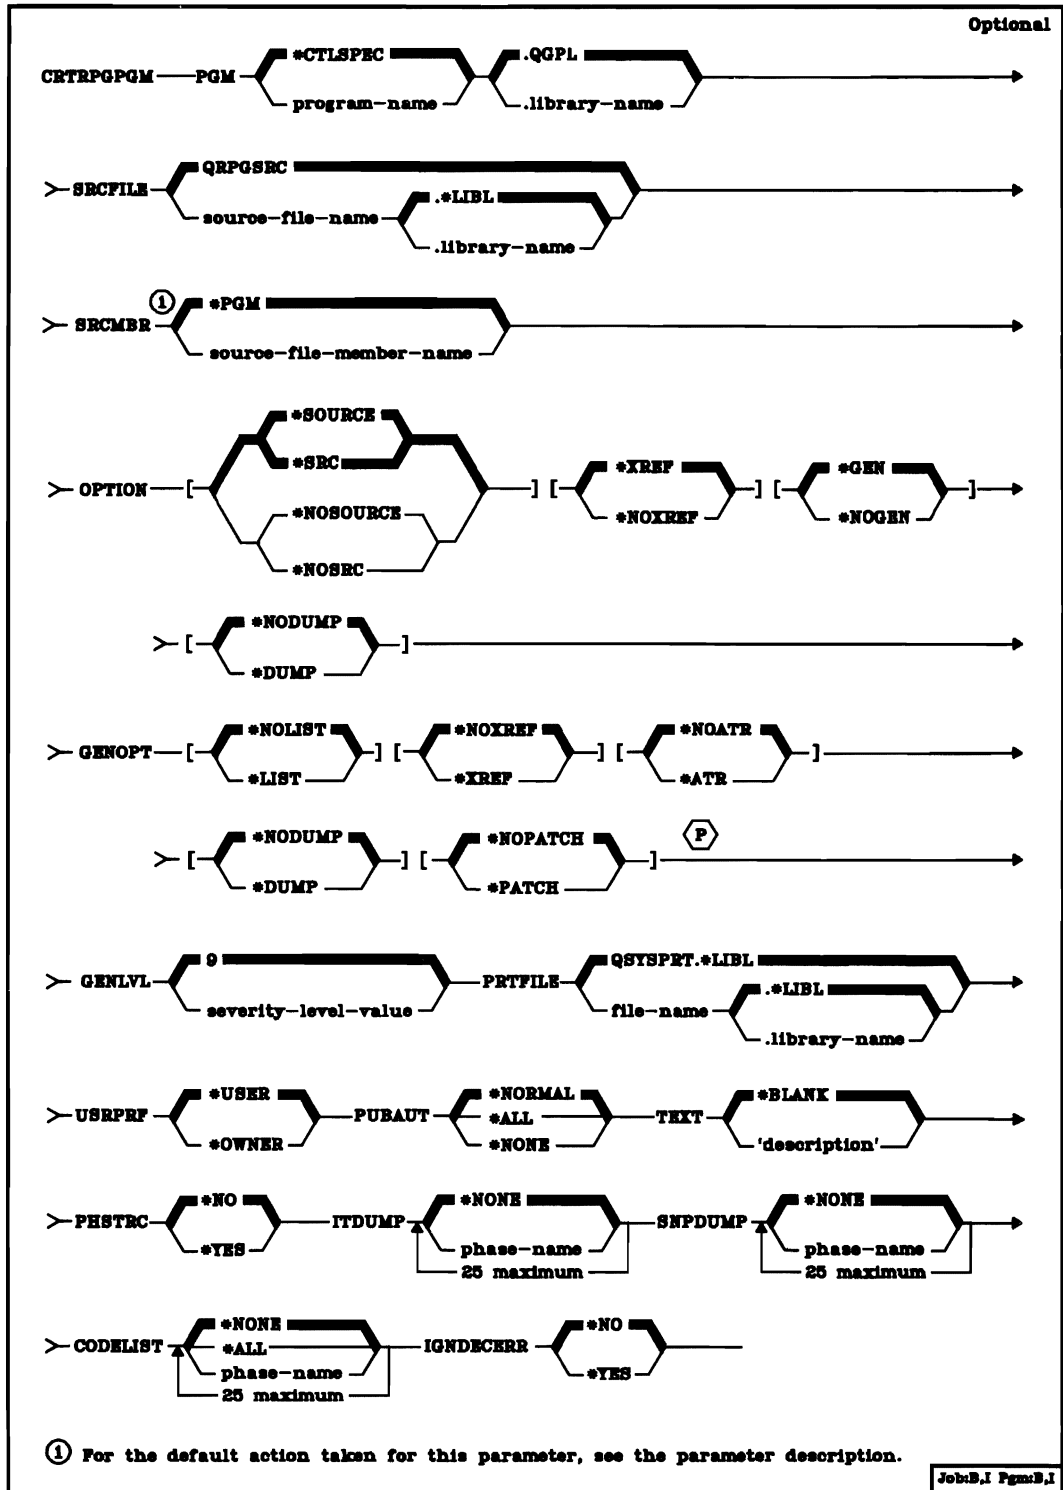 Optional
*CTLSPEC .QGPL
CRTRPGPGM PGM
program-name .library-name
QRPGSRC
SRCFILE .*LIBL
source-file-name
.library-name
1 *PGM
SRCMBR
source-file-member-name
*SOURCE
*SRC *XREF *GEN
OPTION [ ] [ ] [ ]
*NOSOURCE *NOXREF *NOGEN
*NOSRC
*NODUMP
[ ]
*DUMP
*NOLIST *NOXREF *NOATR
GENOPT [ ] [ ] [ ]
*LIST *XREF *ATR
*NODUMP *NOPATCH P
[ ] [ ]
*DUMP *PATCH
9 QSYSPRT.*LIBL
GENLVL PRTFILE .*LIBL
severity-level-value file-name
.library-name
*USER *NORMAL *BLANK
USRPRF PUBAUT *ALL TEXT
*OWNER *NONE 'description'
*NO *NONE *NONE
PHSTRC ITDUMP SNPDUMP
*YES phase-name phase-name
25 maximum 25 maximum
*NONE *NO
CODELIST *ALL IGNDECERR
phase-name *YES
25 maximum
1 For the default action taken for this parameter, see the parameter description.
Job:B,I Pgm:B,I